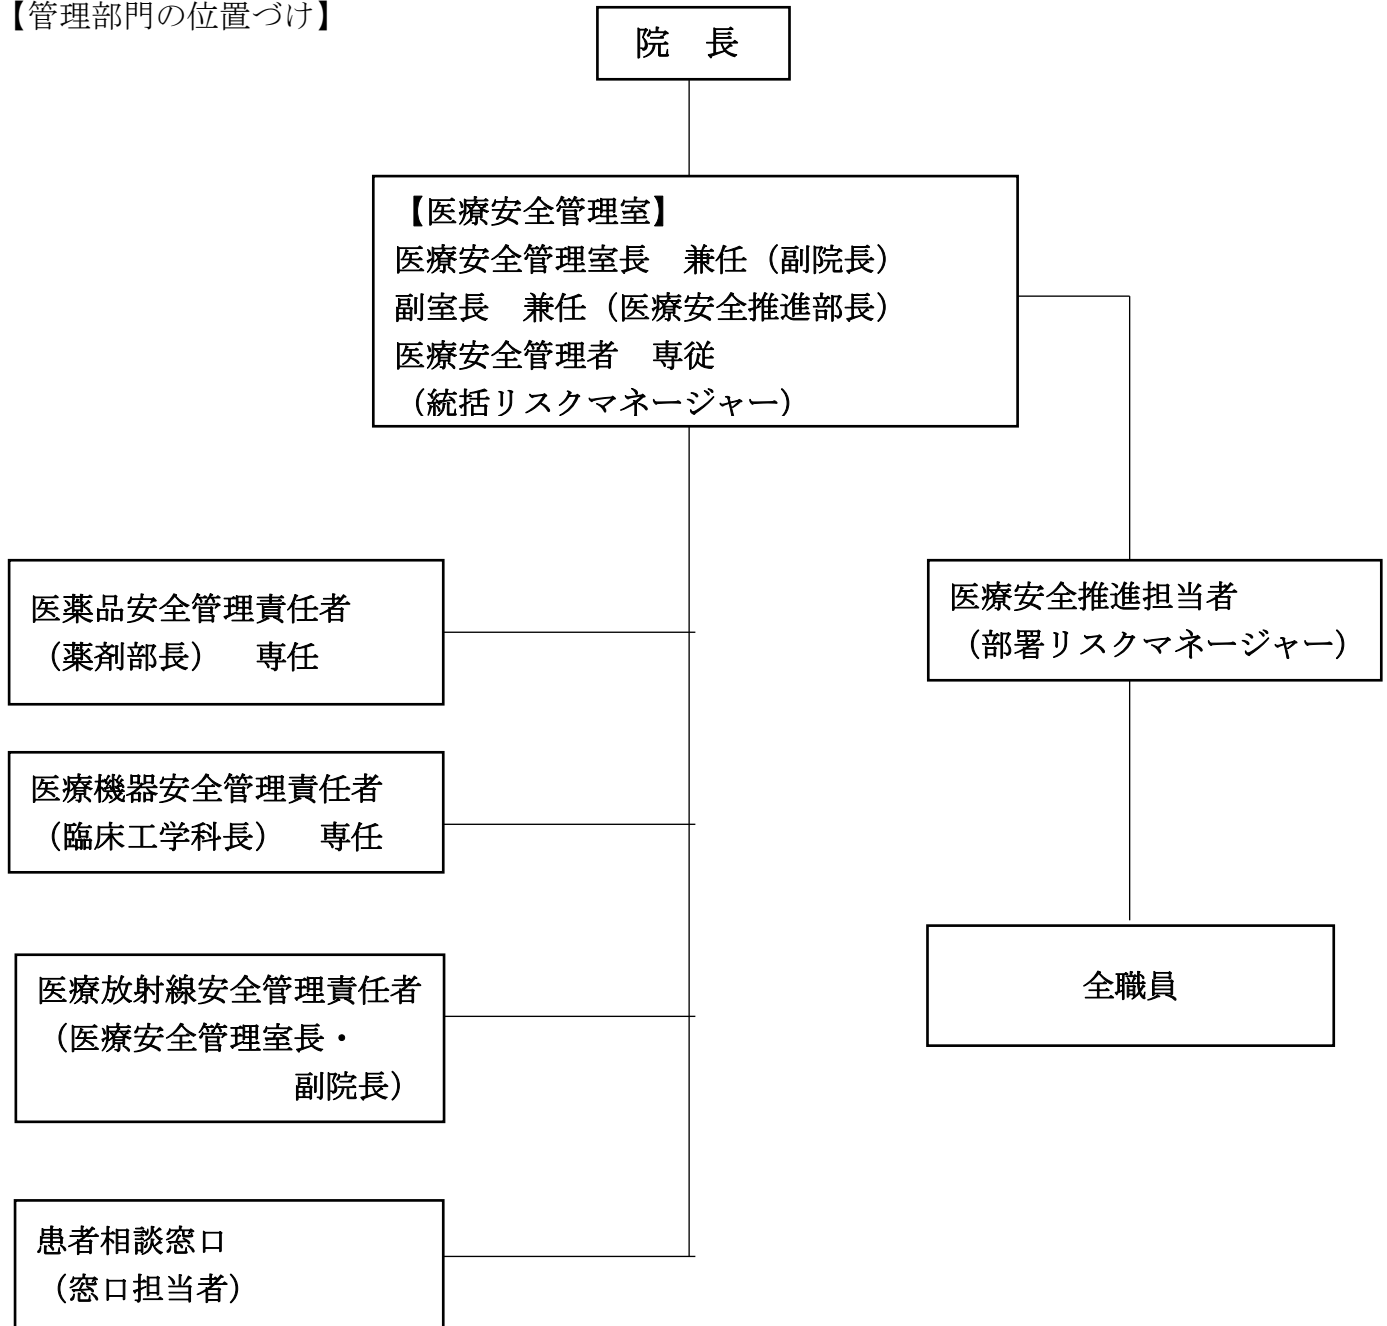 【管理部門の位置づけ】
院　長
【医療安全管理室】
医療安全管理室長　兼任（副院長）
副室長　兼任（医療安全推進部長）
医療安全管理者　専従
（統括リスクマネージャー）
医薬品安全管理責任者
（薬剤部長）　専任
医療安全推進担当者
（部署リスクマネージャー）
医療機器安全管理責任者
（臨床工学科長）　専任
医療放射線安全管理責任者
（医療安全管理室長・
副院長）
全職員
患者相談窓口
（窓口担当者）